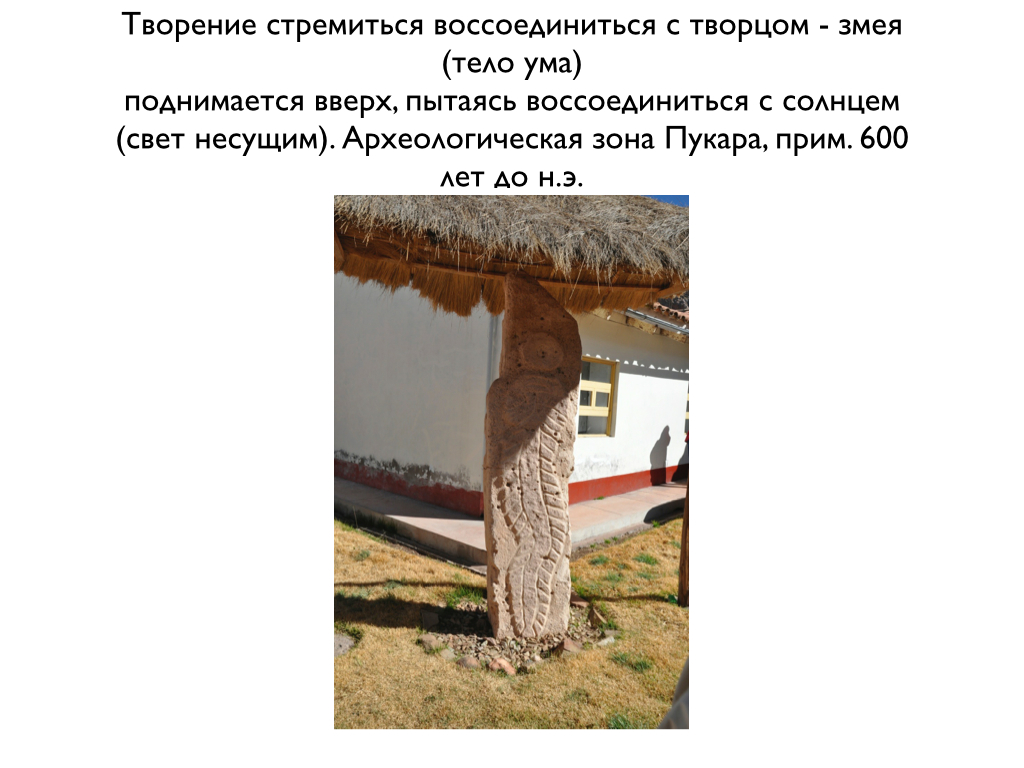 Творение стремиться воссоединиться с творцом - змея
(тело ума)
поднимается вверх, пытаясь воссоединиться с солнцем
(свет несущим). Археологическая зона Пукара, прим. 600
лет до н.э.